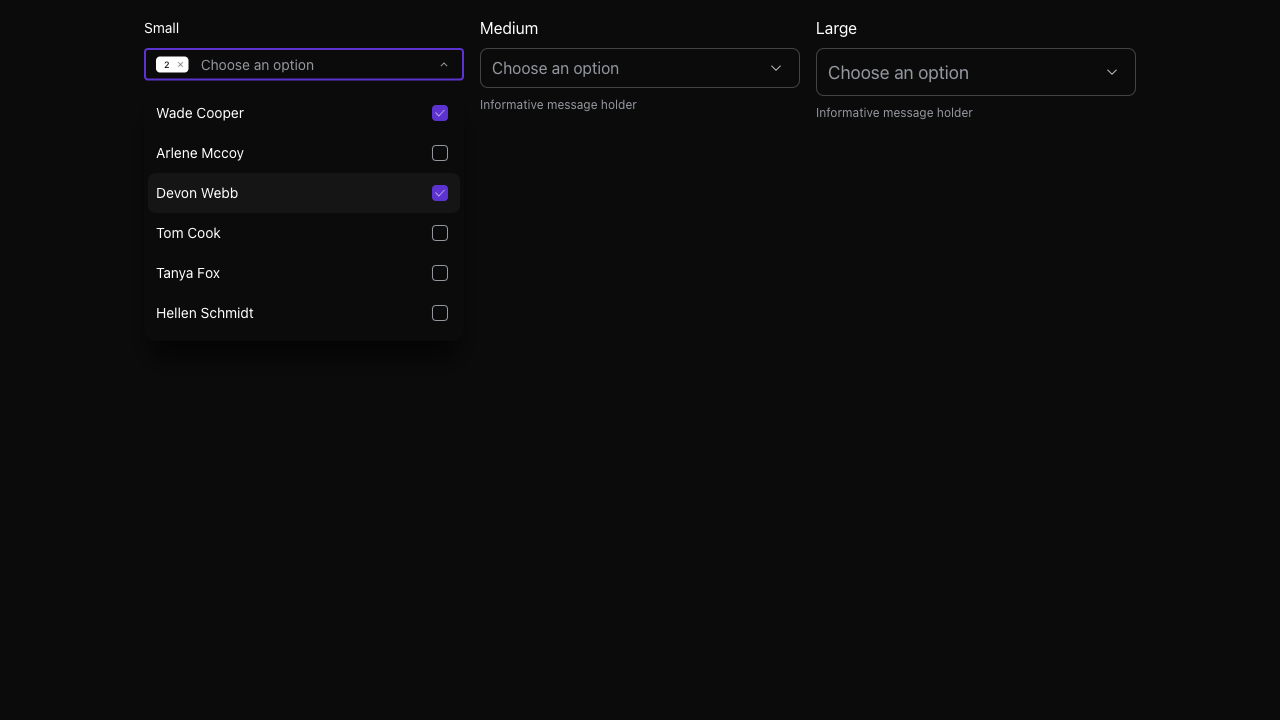 Small
2
Choose an option
Wade Cooper
Arlene Mccoy
Devon Webb
Tom Cook
Tanya Fox
Hellen Schmidt
Medium
Choose an option
Informative message holder
Large
Choose an option
Informative message holder